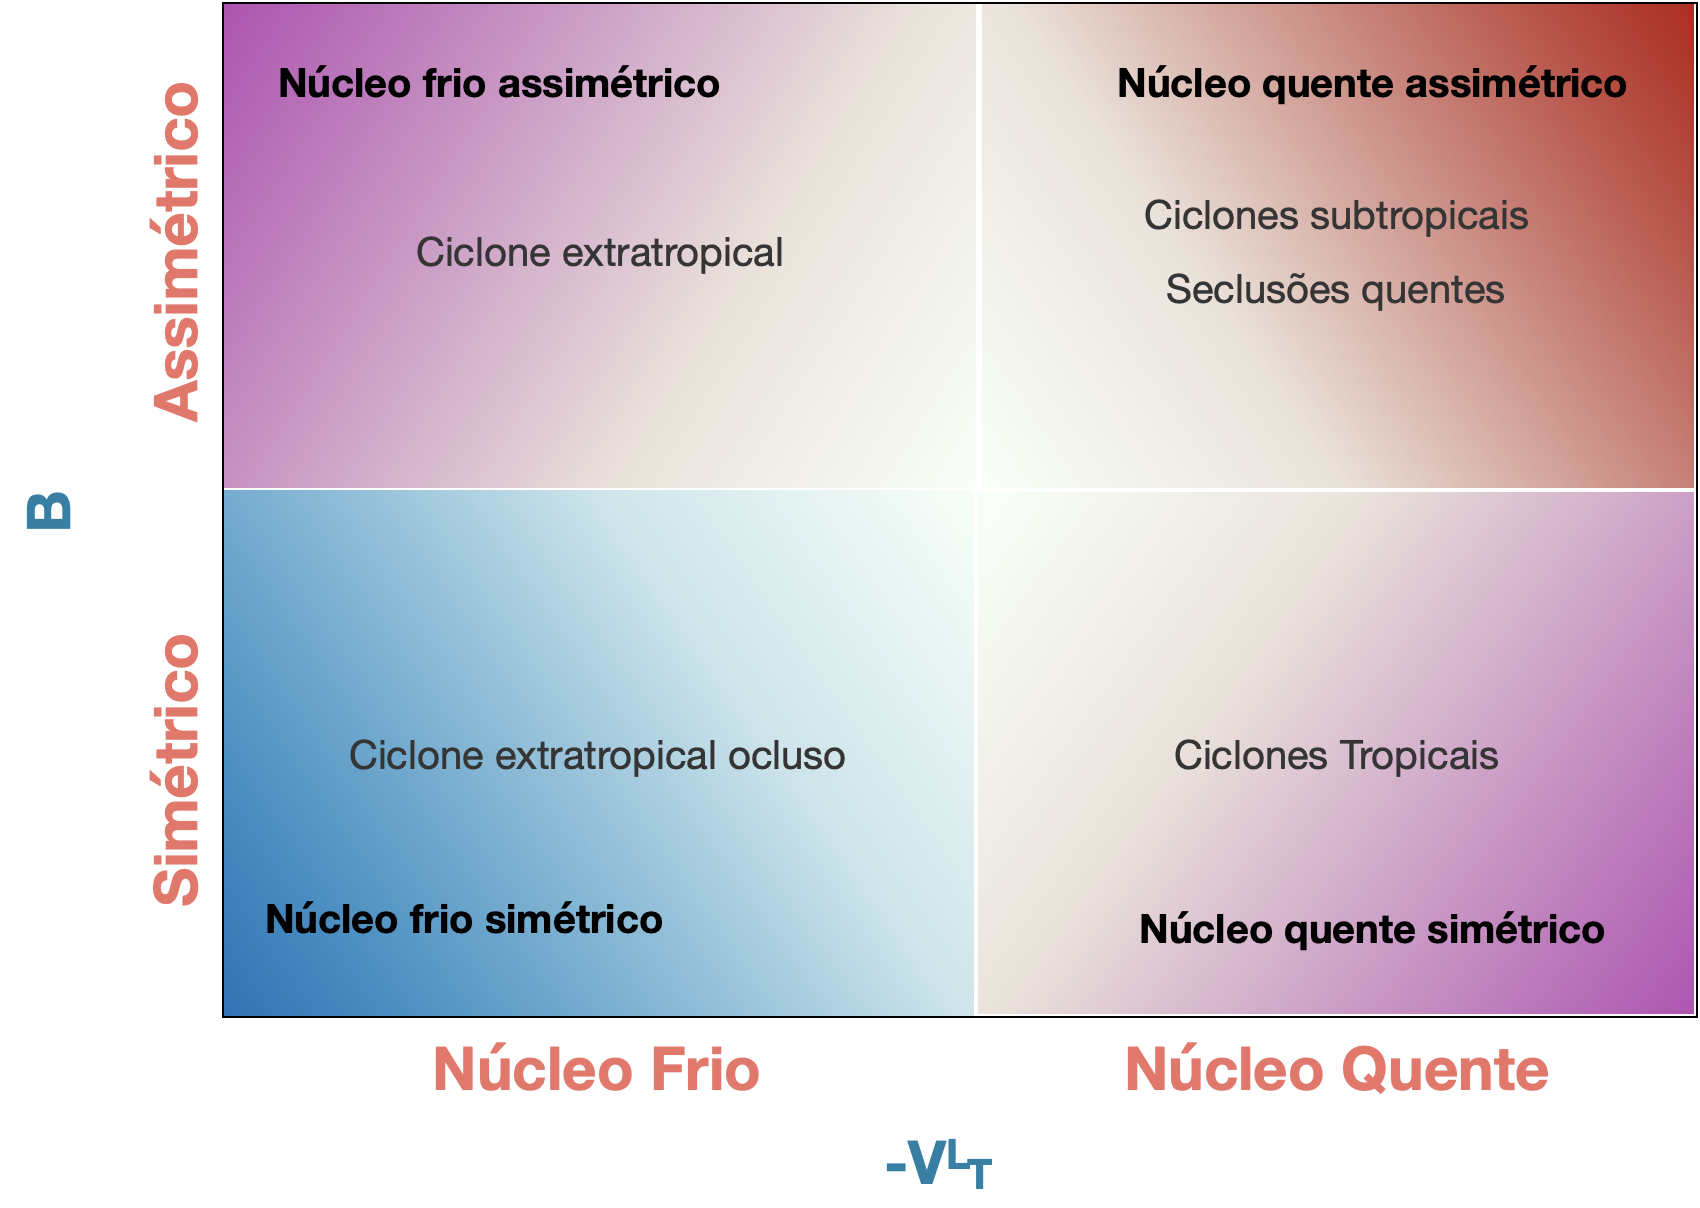 Assimétrico
Núcleo frio assimétrico
Ciclone extratropical
Núcleo quente assimétrico
Ciclones subtropicais
Seclusões quentes
B
Simétrico
Ciclone extratropical ocluso
Núcleo frio simétrico
Ciclones Tropicais
Núcleo quente simétrico
Núcleo Frio
Núcleo Quente
-VLT